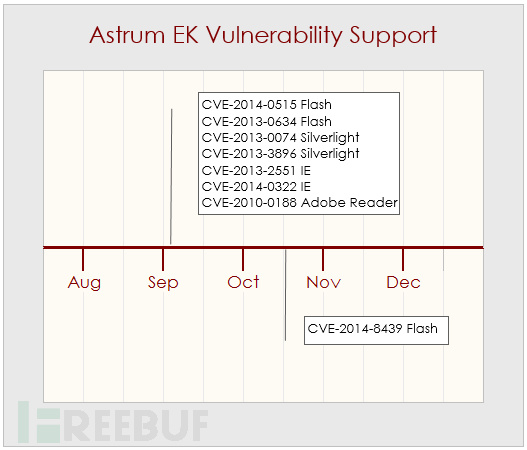 Astrum EK Vulnerability Support
CVE-2014-0515 Flash
CVE-2013-0634 Flash
CVE-2013-0074 Silverlight
CVE-2013-3896 Silverlight
CVE-2013-2551 IE
CVE-2014-0322 IE
CVE-2010-0188 Adobe Reader
Aug Sep Oct Nov Dec
CVE-2014-8439 Flash
FREEBUF